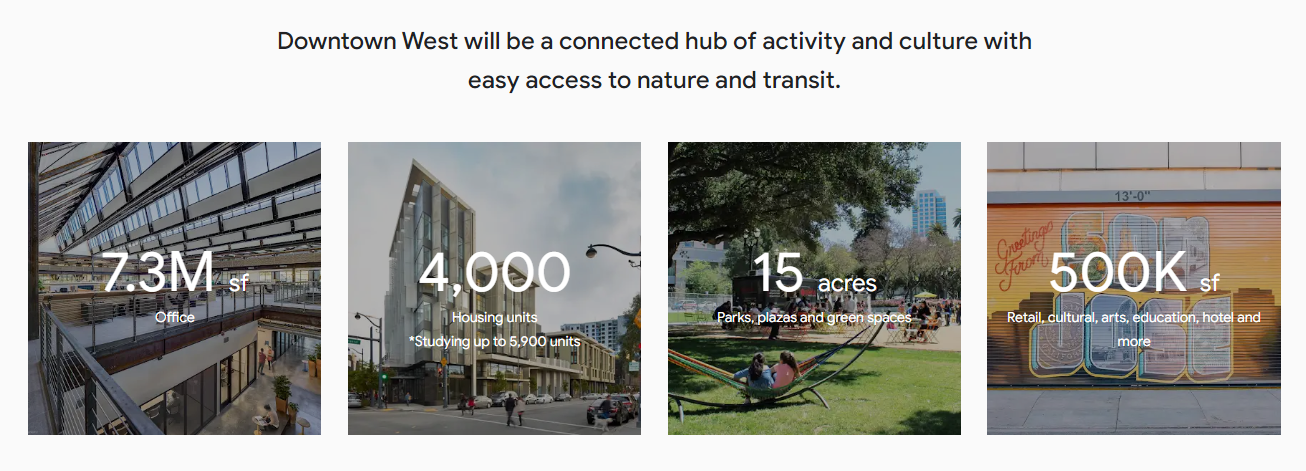 Downtown West will be a connected hub of activity and culture with
easy access to nature and transit.
7.3M sf
Office
4,000
Housing units
*Studying up to 5,900 units
15 acres
Parks, plazas and green spaces
13'-0"
Greetings
From
San
José
500K sf
Retail, cultural, arts, education, hotel and
more